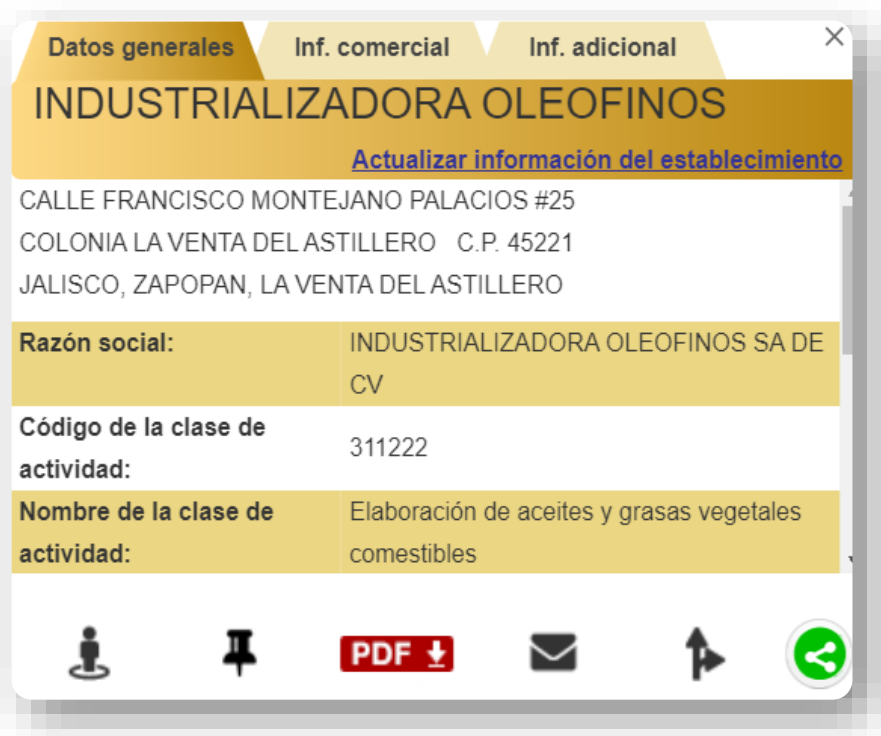 Datos generales Inf. comercial Inf. adicional
INDUSTRIALIZADORA OLEOFINOS
Actualizar información del establecimiento
CALLE FRANCISCO MONTEJANO PALACIOS #25
COLONIA LA VENTA DEL ASTILLERO C.P. 45221
JALISCO, ZAPOPAN, LA VENTA DEL ASTILLERO
Razón social: INDUSTRIALIZADORA OLEOFINOS SA DE
CV
Código de la clase de
actividad: 311222
Nombre de la clase de Elaboración de aceites y grasas vegetales
actividad: comestibles
PDF